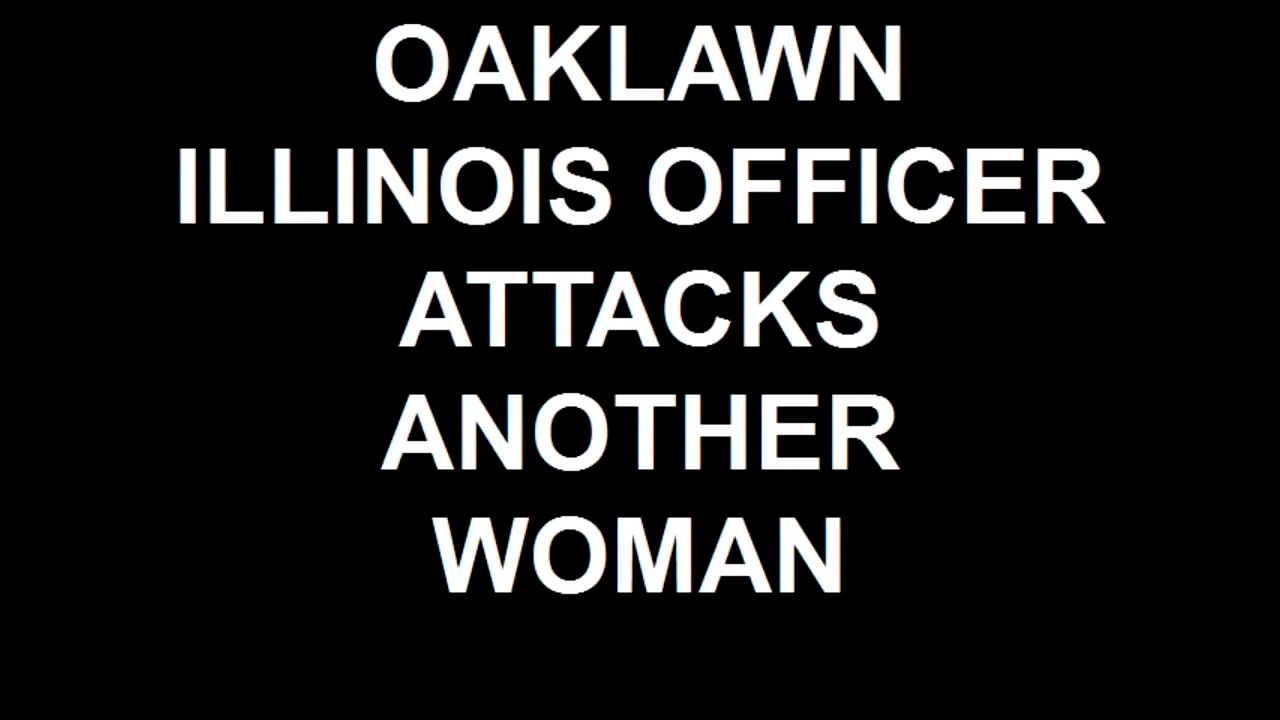 OAKLAWN
ILLINOIS OFFICER
ATTACKS
ANOTHER
WOMAN